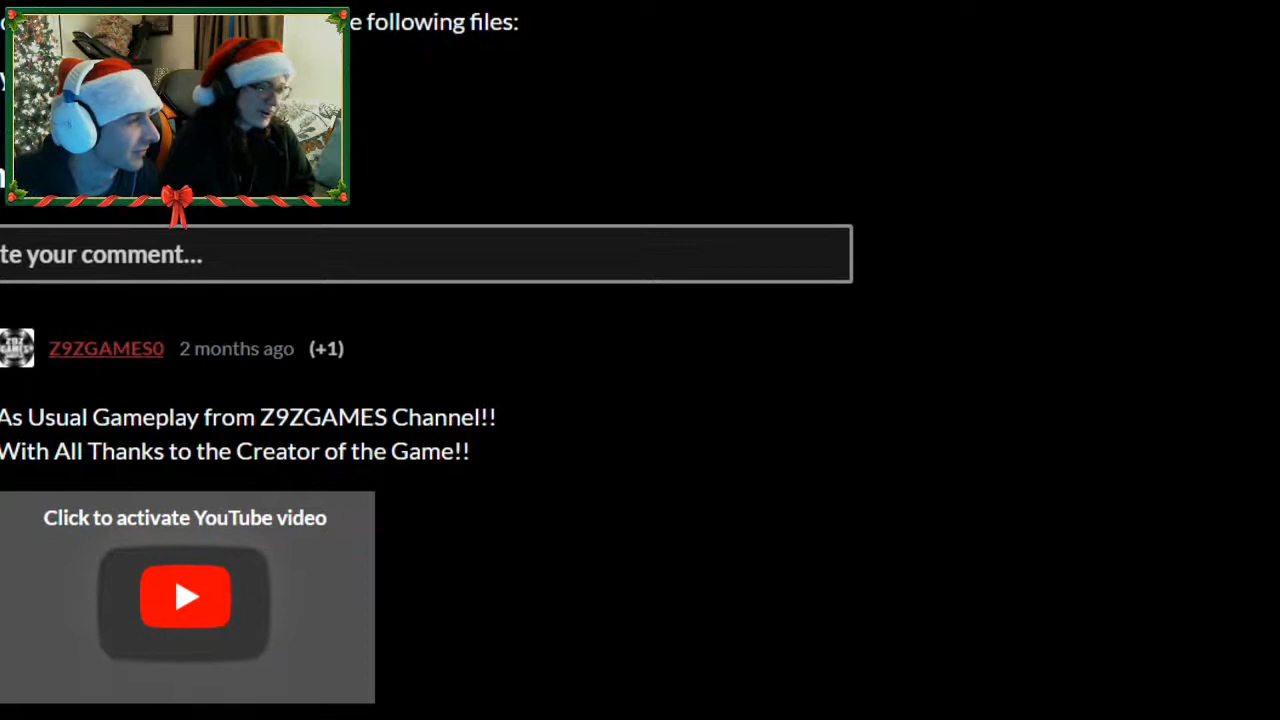 e following files:
te your comment...
Z9ZGAMES0 2 months ago (+1)
As Usual Gameplay from Z9ZGAMES Channel!!
With All Thanks to the Creator of the Game!!
Click to activate YouTube video